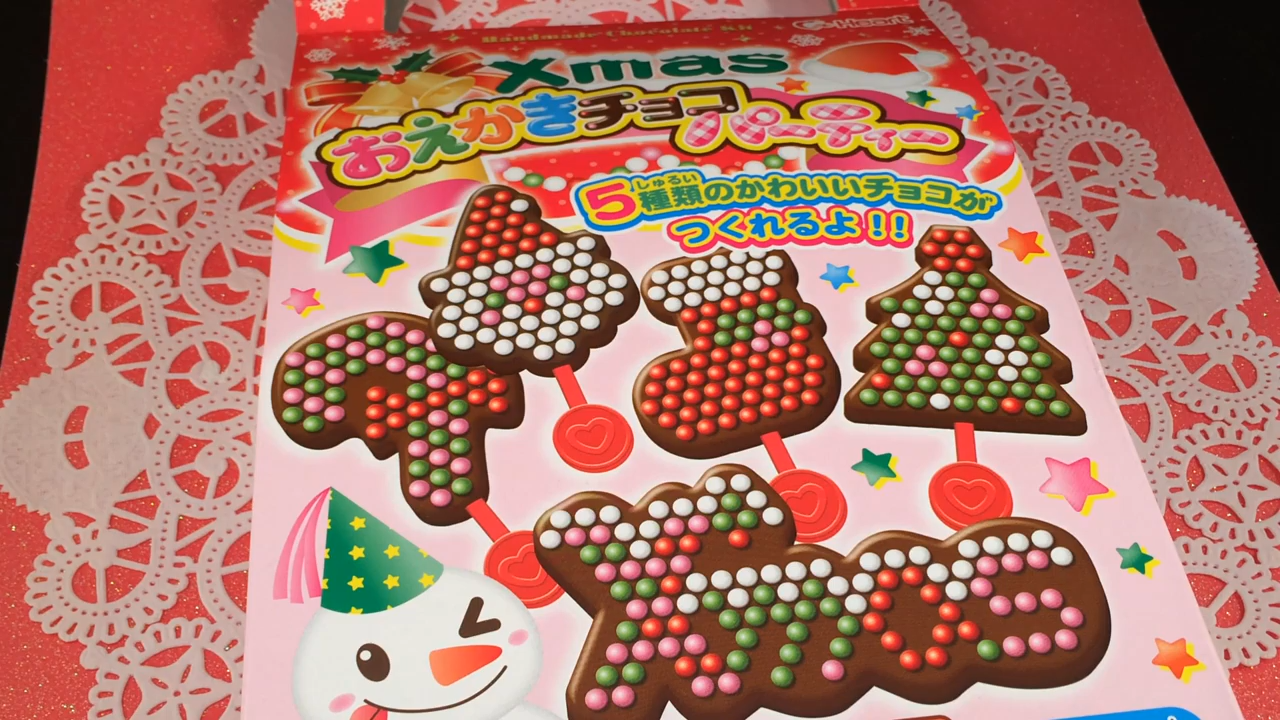 Handmade Chocolate Kit
Heart
Xmas
おえかきチョコ
パーティー
しゅるい
5種類のかわいいチョコが
つくれるよ!!
Xmas